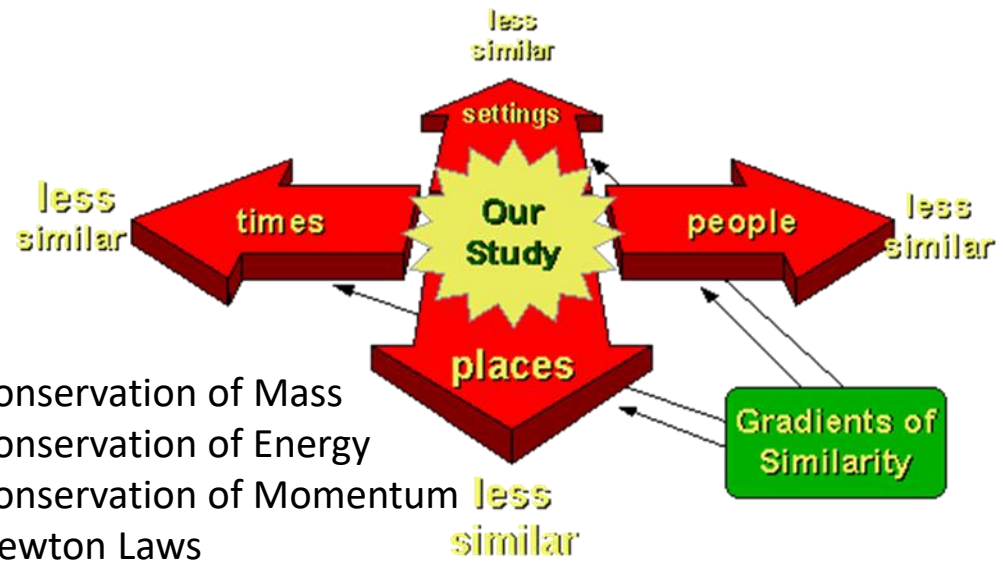 less
similar
settings
less
similar
times
Our
Study
people
less
similar
places
onservation of Mass
onservation of Energy
onservation of Momentum
ewton Laws
less
similar
Gradients of
Similarity